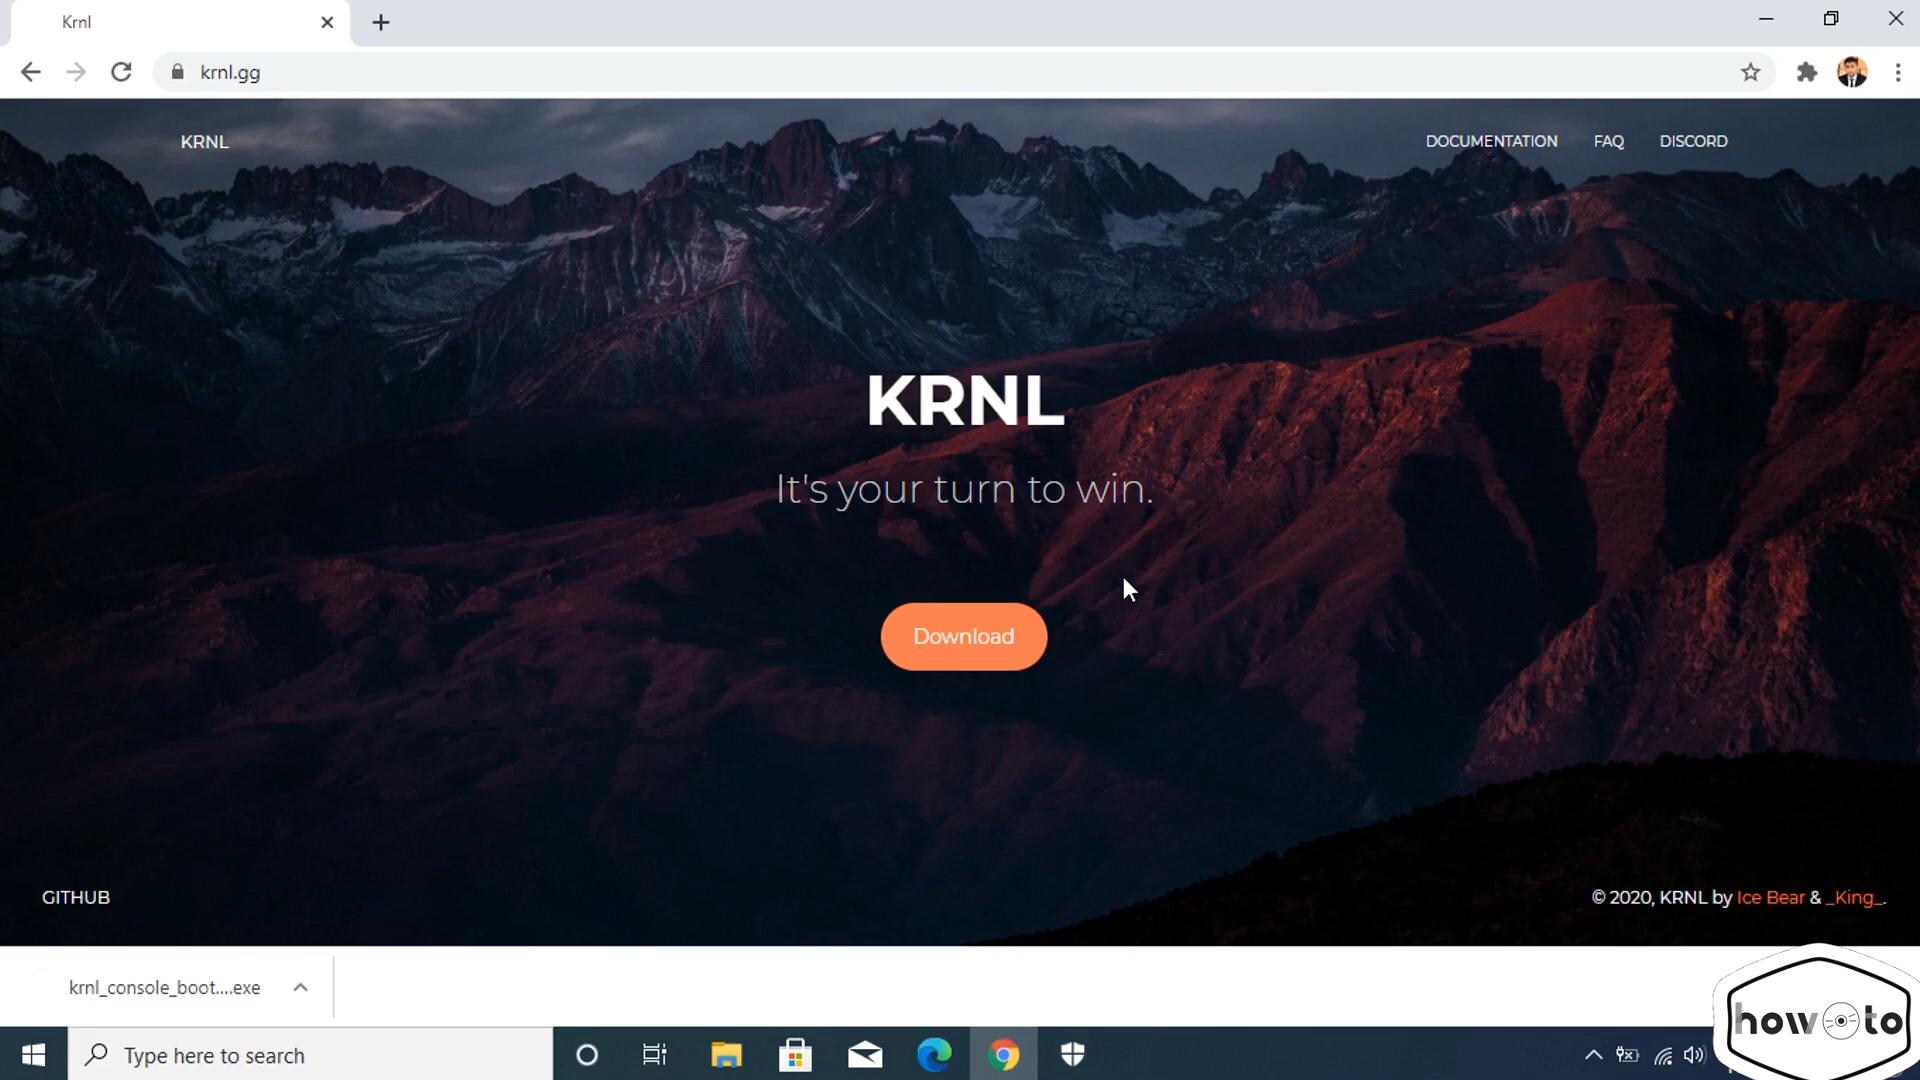 Krnl
krnl.gg
KRNL
DOCUMENTATION
FAQ
DISCORD
KRNL
It's your turn to win.
Download
GITHUB
© 2020, KRNL by Ice Bear & _King_.
krnl_console_boot....exe
how to
Type here to search